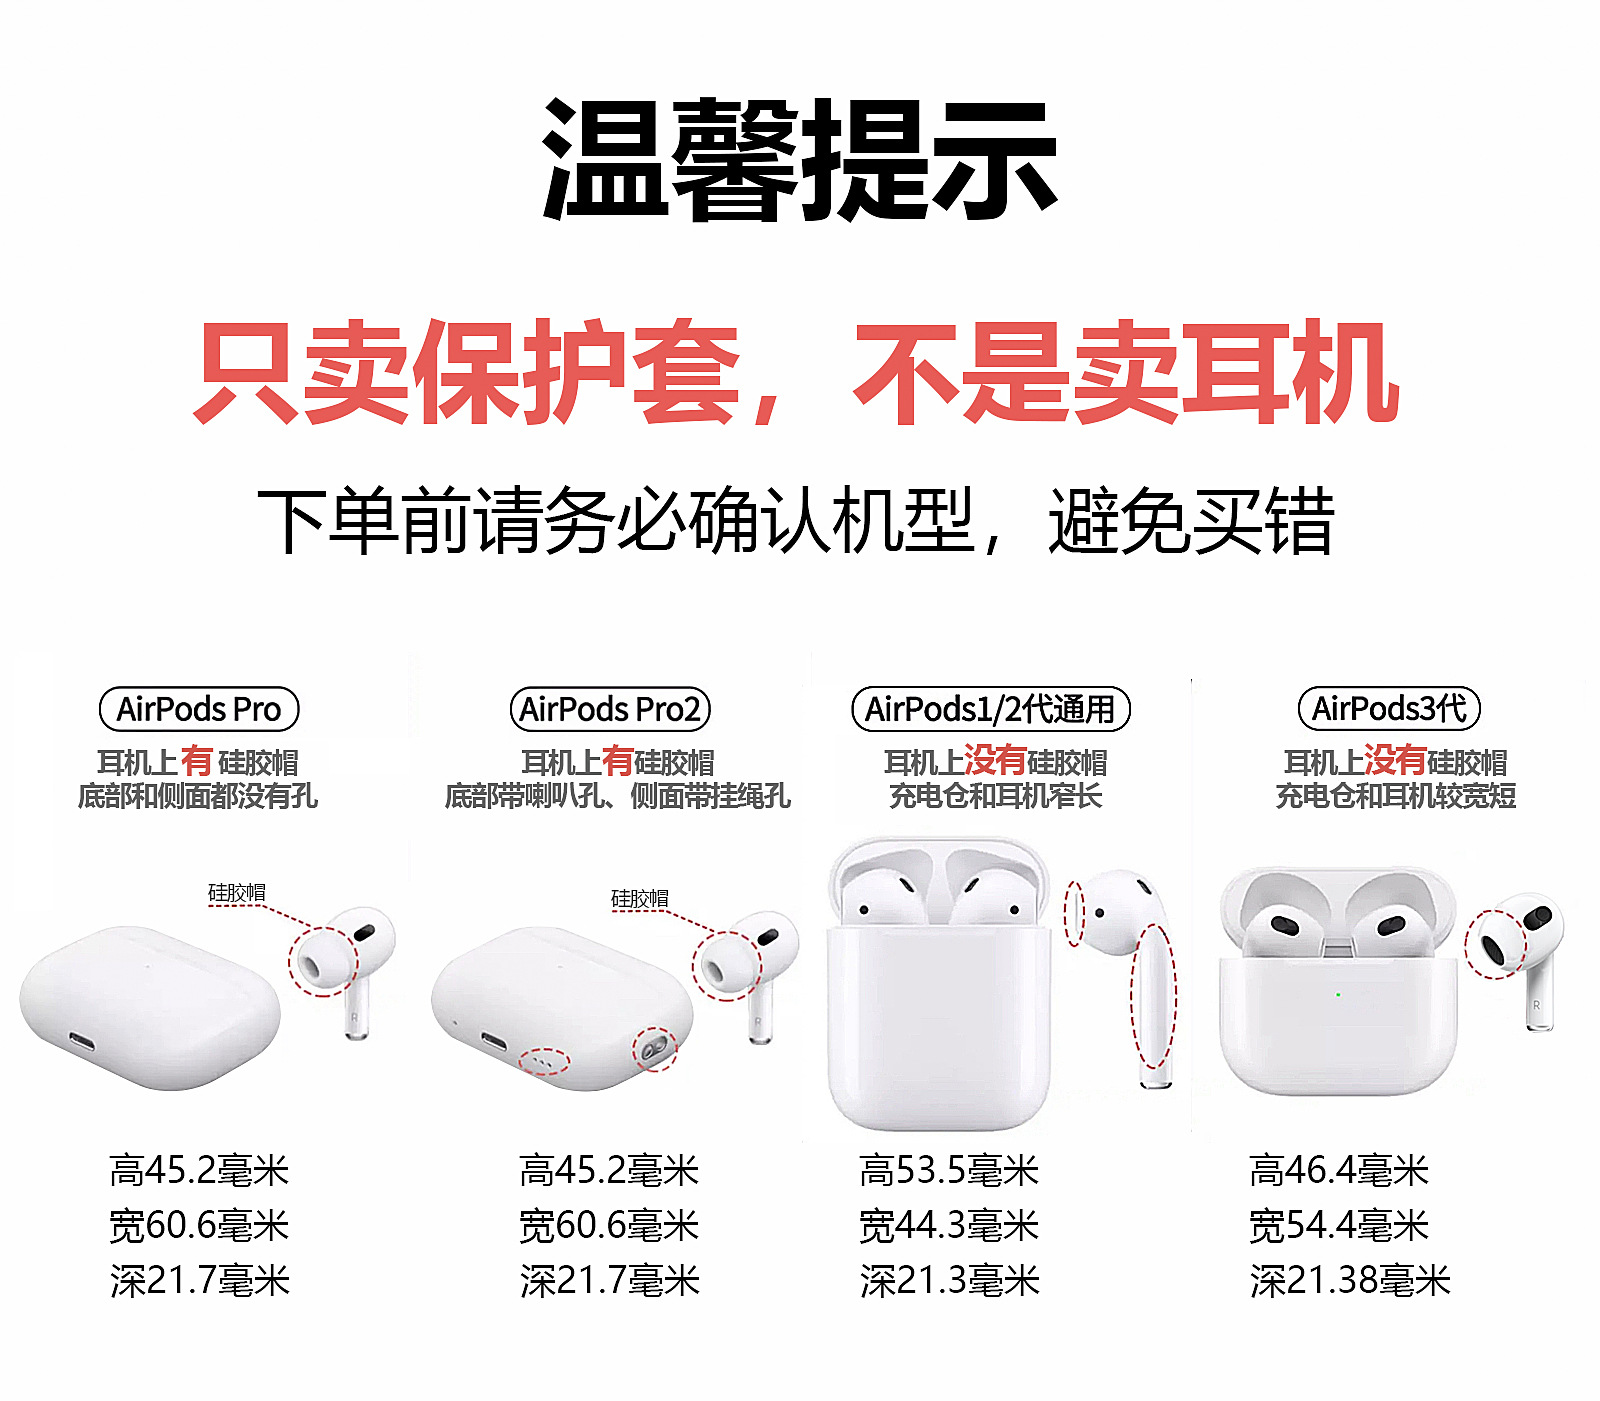 温馨提示
只卖保护套，不是卖耳机
下单前请务必确认机型，避免买错
AirPods Pro
耳机上有硅胶帽
底部和侧面都没有孔
硅胶帽
R
高45.2毫米
宽60.6毫米
深21.7毫米
AirPods Pro2
耳机上有硅胶帽
底部带喇叭孔、侧面带挂绳孔
硅胶帽
R
高45.2毫米
宽60.6毫米
深21.7毫米
AirPods1/2代通用
耳机上没有硅胶帽
充电仓和耳机窄长
高53.5毫米
宽44.3毫米
深21.3毫米
AirPods3代
耳机上没有硅胶帽
充电仓和耳机较宽短
R
高46.4毫米
宽54.4毫米
深21.38毫米